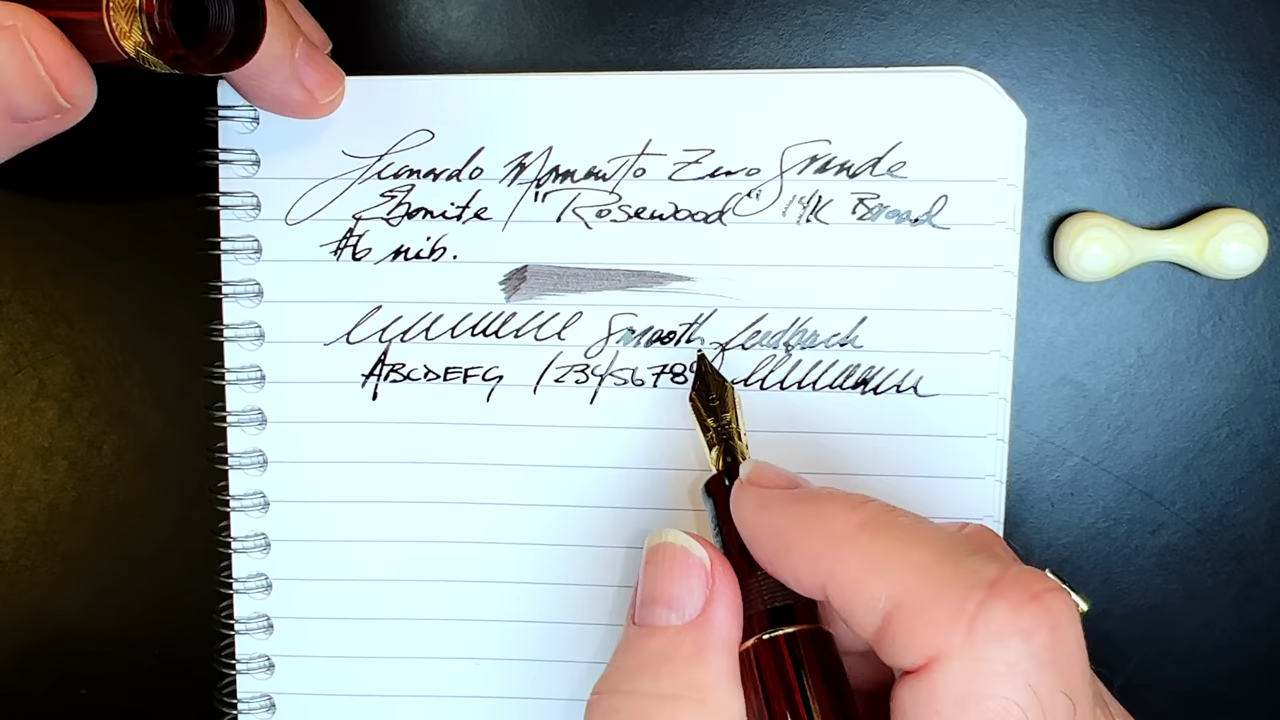 Leonardo Momento Zero Grande
Ebonite / "Rosewood" 14K Broad
#6 nib.
Smooth feedback
ABCDEFG 123456789